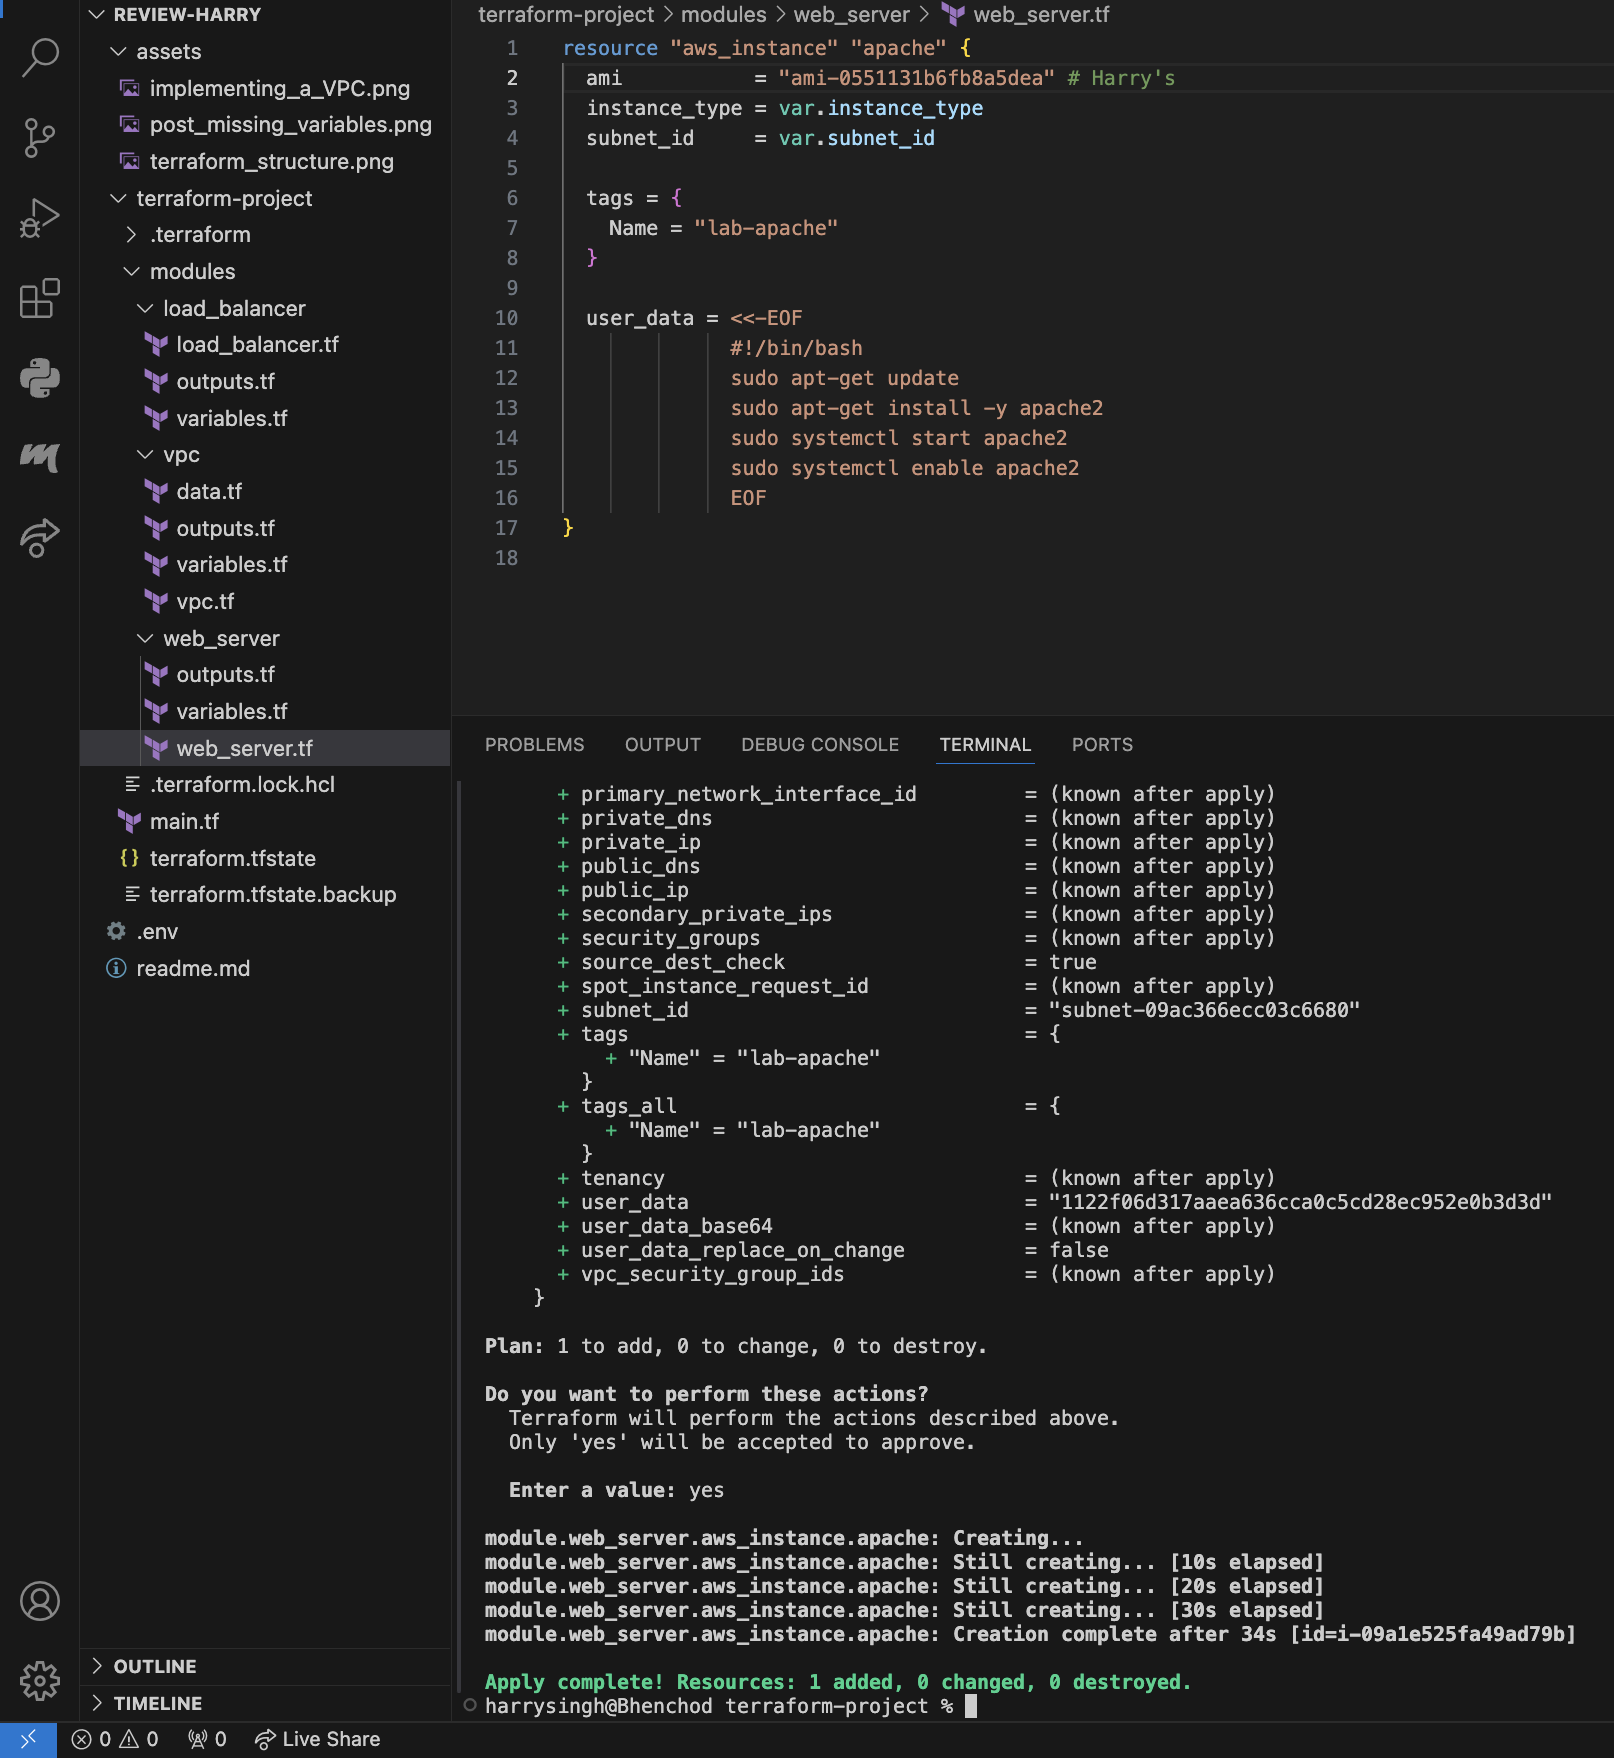 REVIEW-HARRY
assets
implementing_a_VPC.png
post_missing_variables.png
terraform_structure.png
terraform-project
.terraform
modules
load_balancer
load_balancer.tf
outputs.tf
variables.tf
vpc
data.tf
outputs.tf
variables.tf
vpc.tf
web_server
outputs.tf
variables.tf
web_server.tf
.terraform.lock.hcl
main.tf
terraform.tfstate
terraform.tfstate.backup
.env
readme.md
OUTLINE
TIMELINE
terraform-project > modules > web_server > web_server.tf
1 resource "aws_instance" "apache" {
2 ami = "ami-0551131b6fb8a5dea" # Harry's
3 instance_type = var.instance_type
4 subnet_id = var.subnet_id
5
6 tags = {
7 Name = "lab-apache"
8 }
9
10 user_data = <<-EOF
11 #!/bin/bash
12 sudo apt-get update
13 sudo apt-get install -y apache2
14 sudo systemctl start apache2
15 sudo systemctl enable apache2
16 EOF
17 }
18
PROBLEMS OUTPUT DEBUG CONSOLE TERMINAL PORTS
+ primary_network_interface_id = (known after apply)
+ private_dns = (known after apply)
+ private_ip = (known after apply)
+ public_dns = (known after apply)
+ public_ip = (known after apply)
+ secondary_private_ips = (known after apply)
+ security_groups = (known after apply)
+ source_dest_check = true
+ spot_instance_request_id = (known after apply)
+ subnet_id = "subnet-09ac366ecc03c6680"
+ tags = {
+ "Name" = "lab-apache"
}
+ tags_all = {
+ "Name" = "lab-apache"
}
+ tenancy = (known after apply)
+ user_data = "1122f06d317aaea636cca0c5cd28ec952e0b3d3d"
+ user_data_base64 = (known after apply)
+ user_data_replace_on_change = false
+ vpc_security_group_ids = (known after apply)
}
Plan: 1 to add, 0 to change, 0 to destroy.
Do you want to perform these actions?
Terraform will perform the actions described above.
Only 'yes' will be accepted to approve.
Enter a value: yes
module.web_server.aws_instance.apache: Creating...
module.web_server.aws_instance.apache: Still creating... [10s elapsed]
module.web_server.aws_instance.apache: Still creating... [20s elapsed]
module.web_server.aws_instance.apache: Still creating... [30s elapsed]
module.web_server.aws_instance.apache: Creation complete after 34s [id=i-09a1e525fa49ad79b]
Apply complete! Resources: 1 added, 0 changed, 0 destroyed.
harrysingh@Bhenchod terraform-project %
0 0 0 Live Share